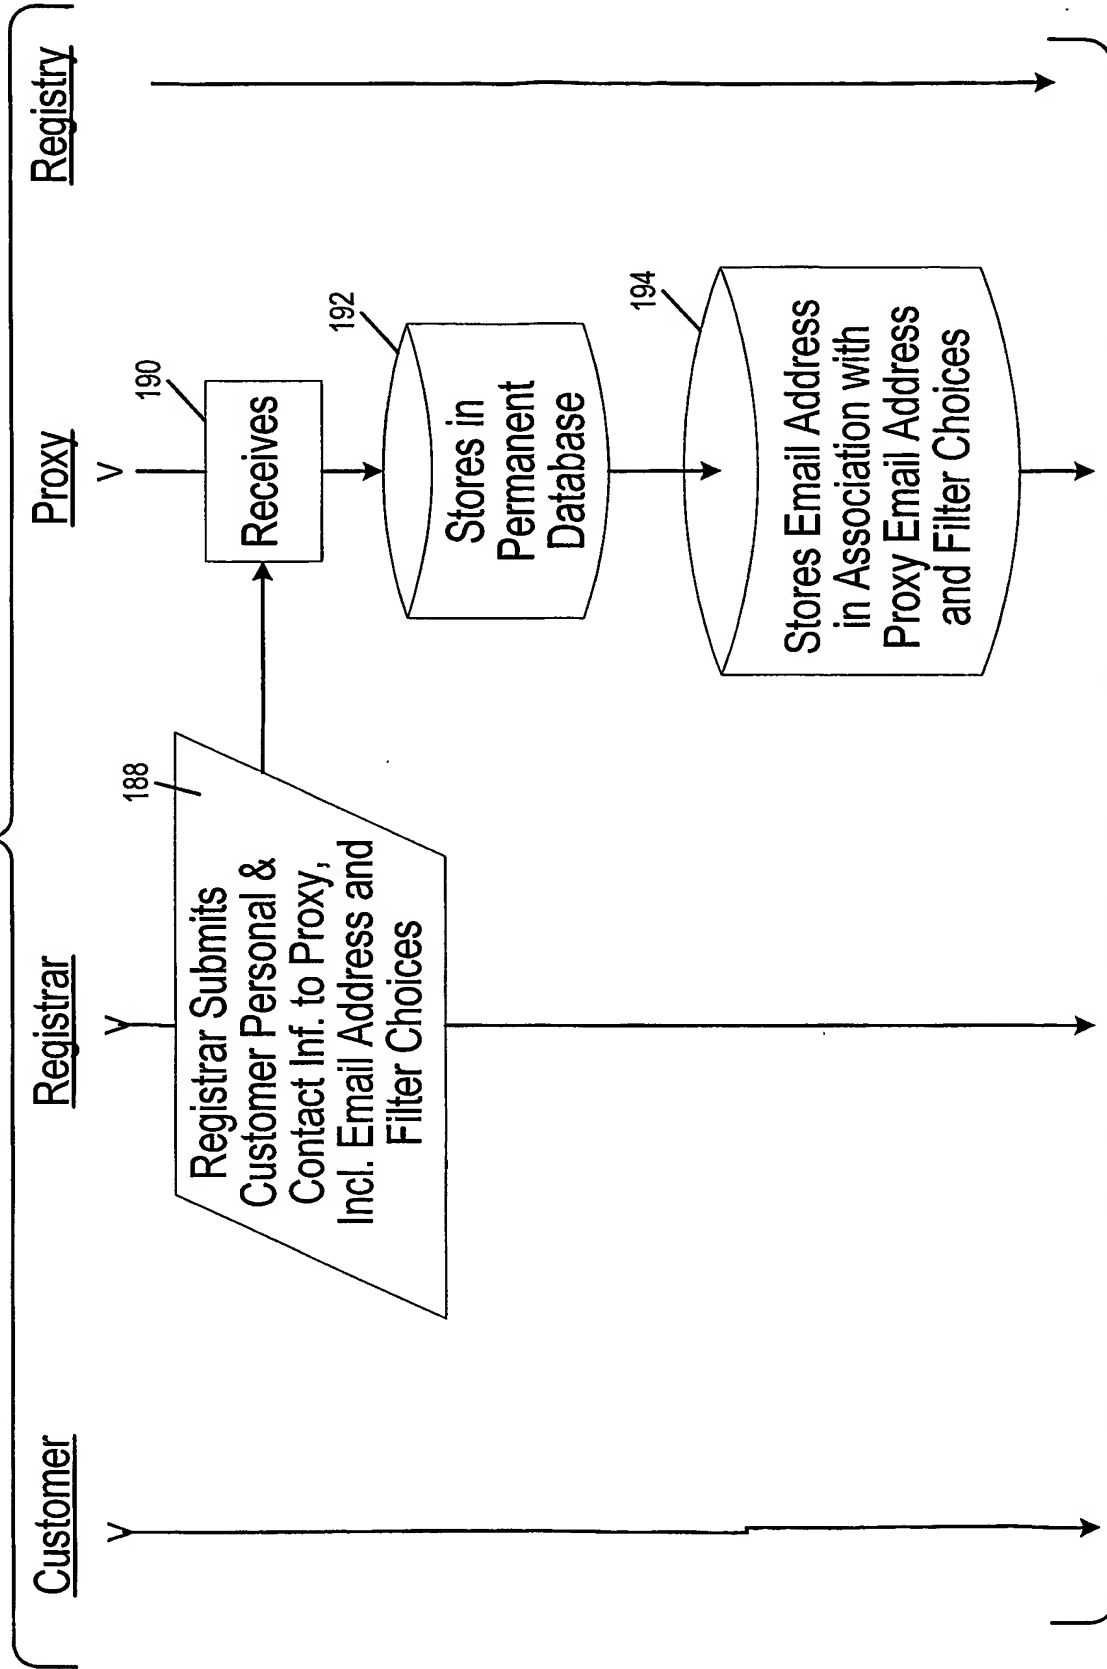 Customer
Registrar
Proxy
Registry
188
Registrar Submits
Customer Personal &
Contact Inf. to Proxy,
Incl. Email Address and
Filter Choices
190
Receives
192
Stores in
Permanent
Database
194
Stores Email Address
in Association with
Proxy Email Address
and Filter Choices